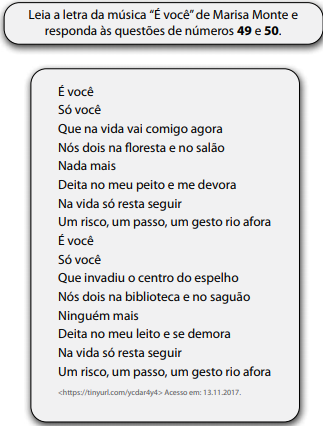 Leia a letra da música “É você” de Marisa Monte e
responda às questões de números 49 e 50.
É você
Só você
Que na vida vai comigo agora
Nós dois na floresta e no salão
Nada mais
Deita no meu peito e me devora
Na vida só resta seguir
Um risco, um passo, um gesto rio afora
É você
Só você
Que invadiu o centro do espelho
Nós dois na biblioteca e no saguão
Ninguém mais
Deita no meu leito e se demora
Na vida só resta seguir
Um risco, um passo, um gesto rio afora
<https://tinyurl.com/ycdar4y4> Acesso em: 13.11.2017.